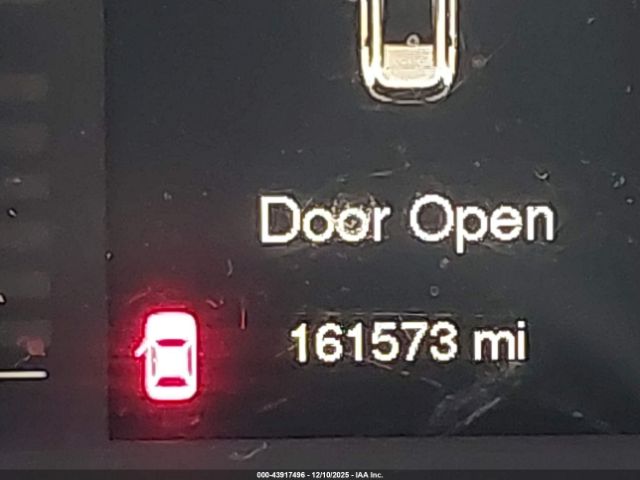 Door Open
161573 mi
000-43917496 - 12/10/2025 - IAA Inc.